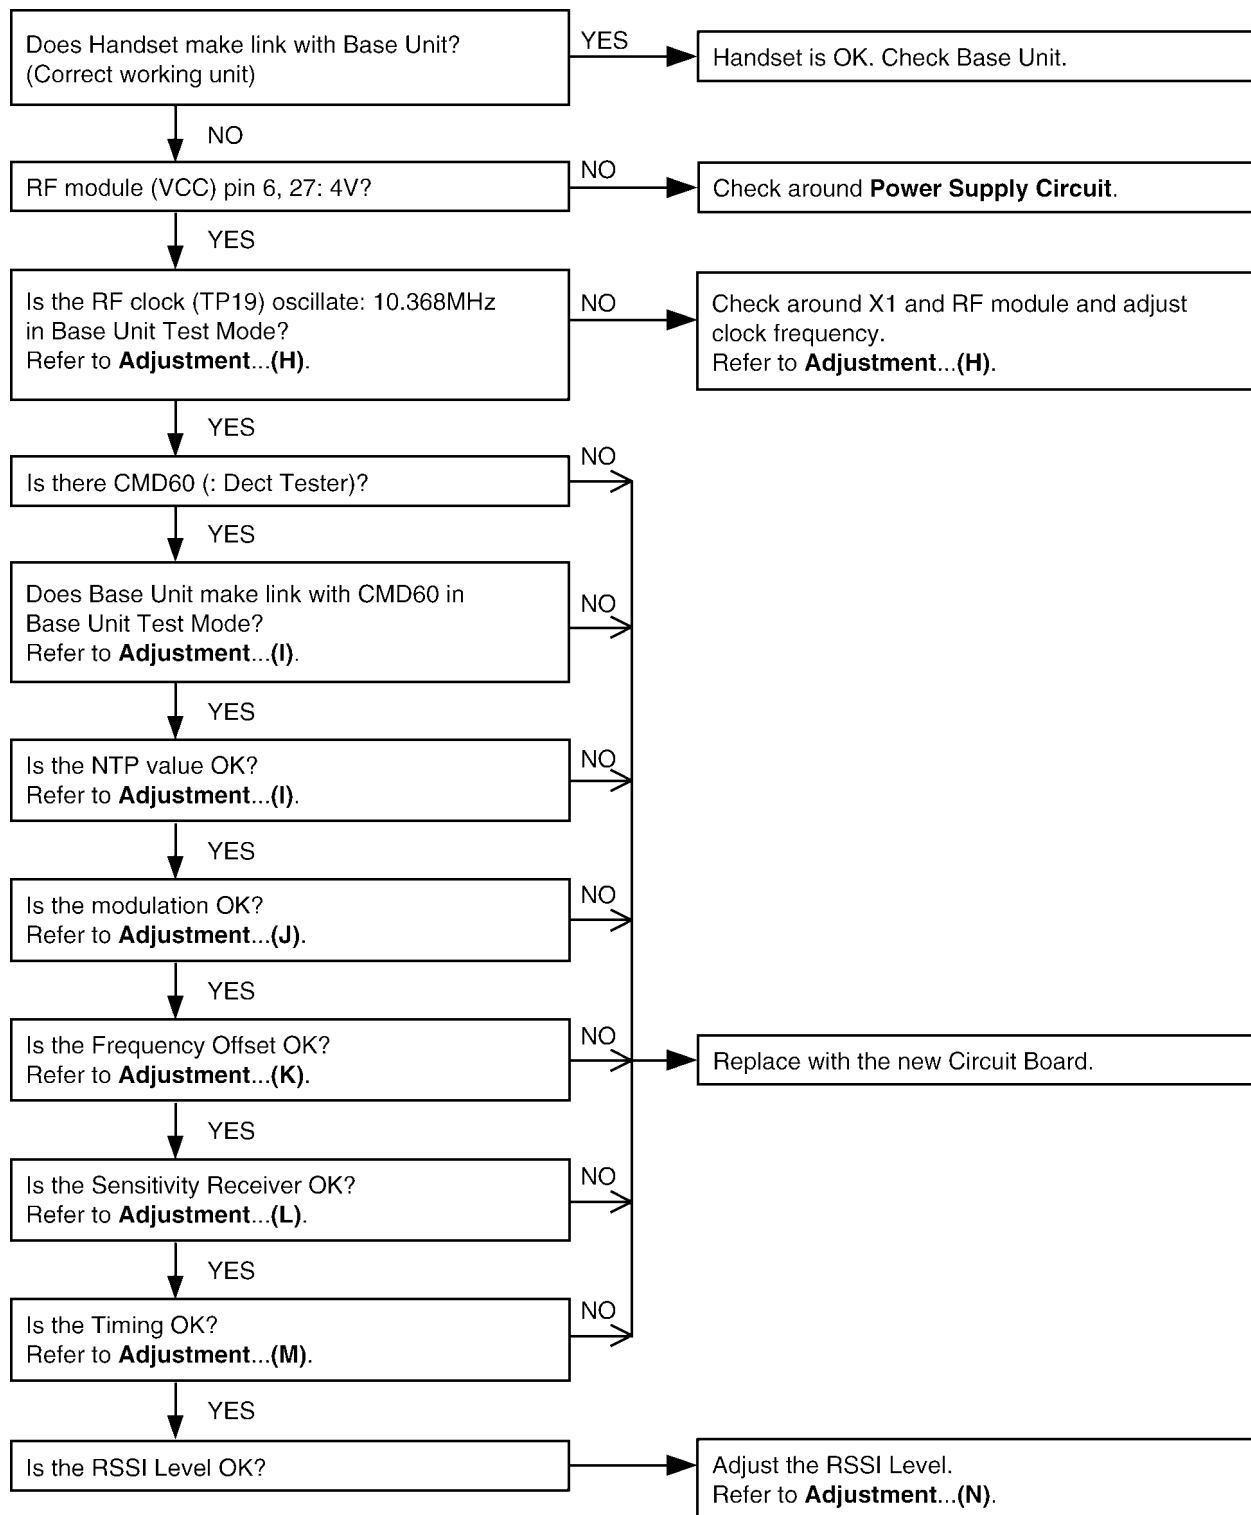 Does Handset make link with Base Unit?
(Correct working unit)
YES
Handset is OK. Check Base Unit.
NO
RF module (VCC) pin 6, 27: 4V?
NO
Check around Power Supply Circuit.
YES
Is the RF clock (TP19) oscillate: 10.368MHz
in Base Unit Test Mode?
Refer to Adjustment...(H).
NO
Check around X1 and RF module and adjust
clock frequency.
Refer to Adjustment...(H).
YES
Is there CMD60 (: Dect Tester)?
NO
YES
Does Base Unit make link with CMD60 in
Base Unit Test Mode?
Refer to Adjustment...(I).
NO
YES
Is the NTP value OK?
Refer to Adjustment...(I).
NO
YES
Is the modulation OK?
Refer to Adjustment...(J).
NO
YES
Is the Frequency Offset OK?
Refer to Adjustment...(K).
NO
Replace with the new Circuit Board.
YES
Is the Sensitivity Receiver OK?
Refer to Adjustment...(L).
NO
YES
Is the Timing OK?
Refer to Adjustment...(M).
NO
YES
Is the RSSI Level OK?
Adjust the RSSI Level.
Refer to Adjustment...(N).